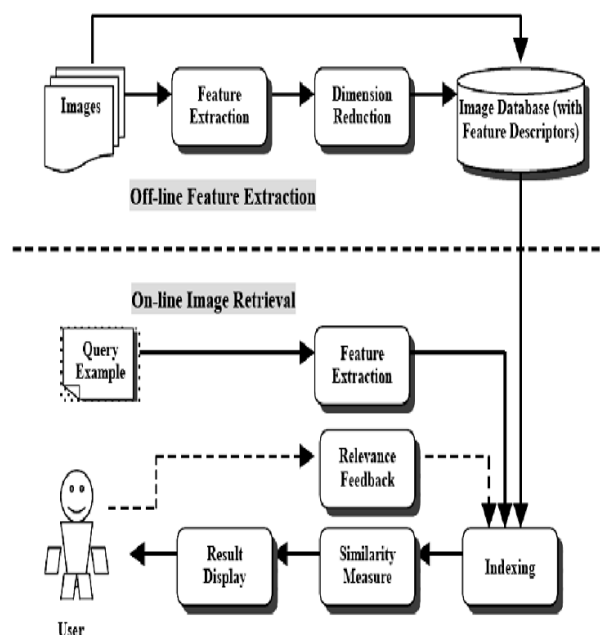 Images
Feature
Extraction
Dimension
Reduction
Image Database (with
Feature Descriptors)
Off-line Feature Extraction
On-line Image Retrieval
Query
Example
Feature
Extraction
Relevance
Feedback
Result
Display
Similarity
Measure
Indexing
User